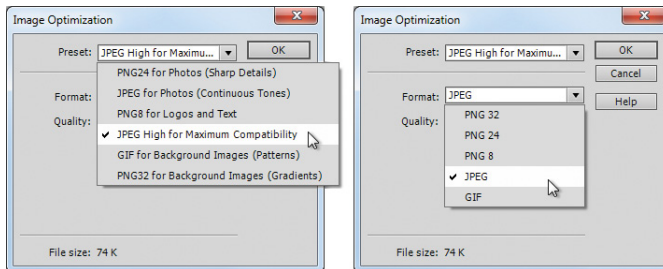 Image Optimization
Preset: JPEG High for Maximu... OK
PNG24 for Photos (Sharp Details)
Format: JPEG for Photos (Continuous Tones)
PNG8 for Logos and Text
Quality: JPEG High for Maximum Compatibility
GIF for Background Images (Patterns)
PNG32 for Background Images (Gradients)
File size: 74 K
Image Optimization
Preset: JPEG High for Maximu... OK
Cancel
Format: JPEG Help
PNG 32
Quality: PNG 24
PNG 8
JPEG
GIF
File size: 74 K